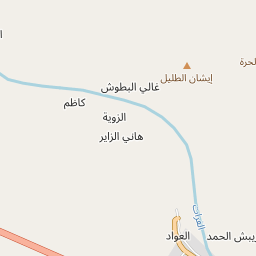 الحرة
إيشان الطليل
غالي البطوش
كاظم
الزوية
هاني الزاير
الفرات
العواد
ريبش الحمد